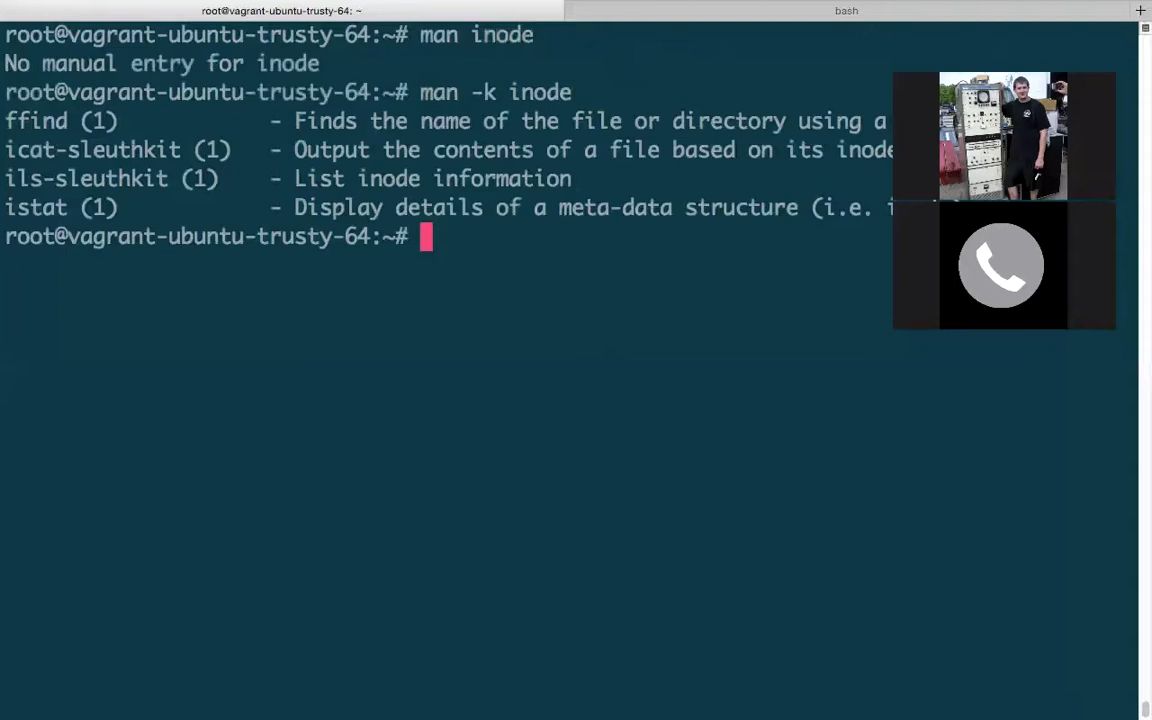 root@vagrant-ubuntu-trusty-64: ~
bash
root@vagrant-ubuntu-trusty-64:~# man inode
No manual entry for inode
root@vagrant-ubuntu-trusty-64:~# man -k inode
ffind (1)            - Finds the name of the file or directory using a
icat-sleuthkit (1)   - Output the contents of a file based on its inode
ils-sleuthkit (1)    - List inode information
istat (1)            - Display details of a meta-data structure (i.e.
root@vagrant-ubuntu-trusty-64:~#